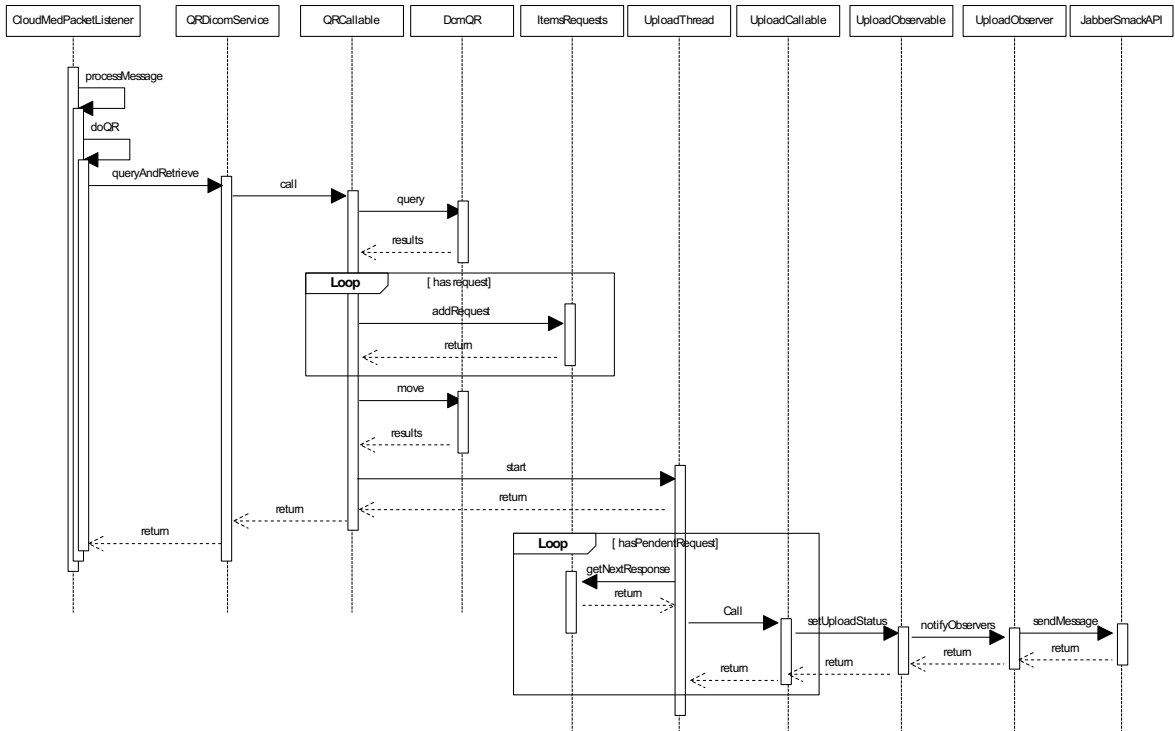 CloudMedPacketListener
QRDicomService
QRCallable
DcmQR
ItemsRequests
UploadThread
UploadCallable
UploadObservable
UploadObserver
JabberSmackAPI
processMessage
doQR
queryAndRetrieve
call
query
results
Loop
[ has request]
addRequest
return
move
results
start
return
return
return
Loop
[ hasPendentRequest]
getNextResponse
return
Call
setUploadStatus
notifyObservers
sendMessage
return
return
return
return